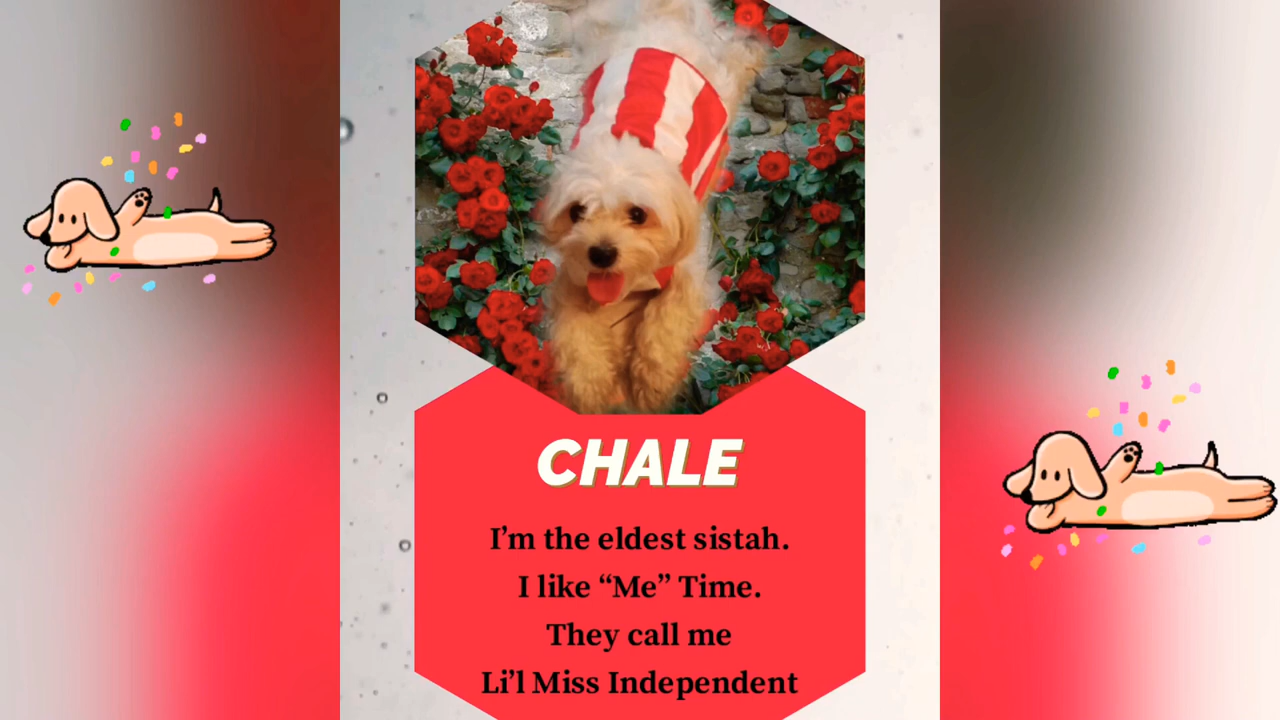 CHALE
I’m the eldest sistah.
I like “Me” Time.
They call me
Li’l Miss Independent